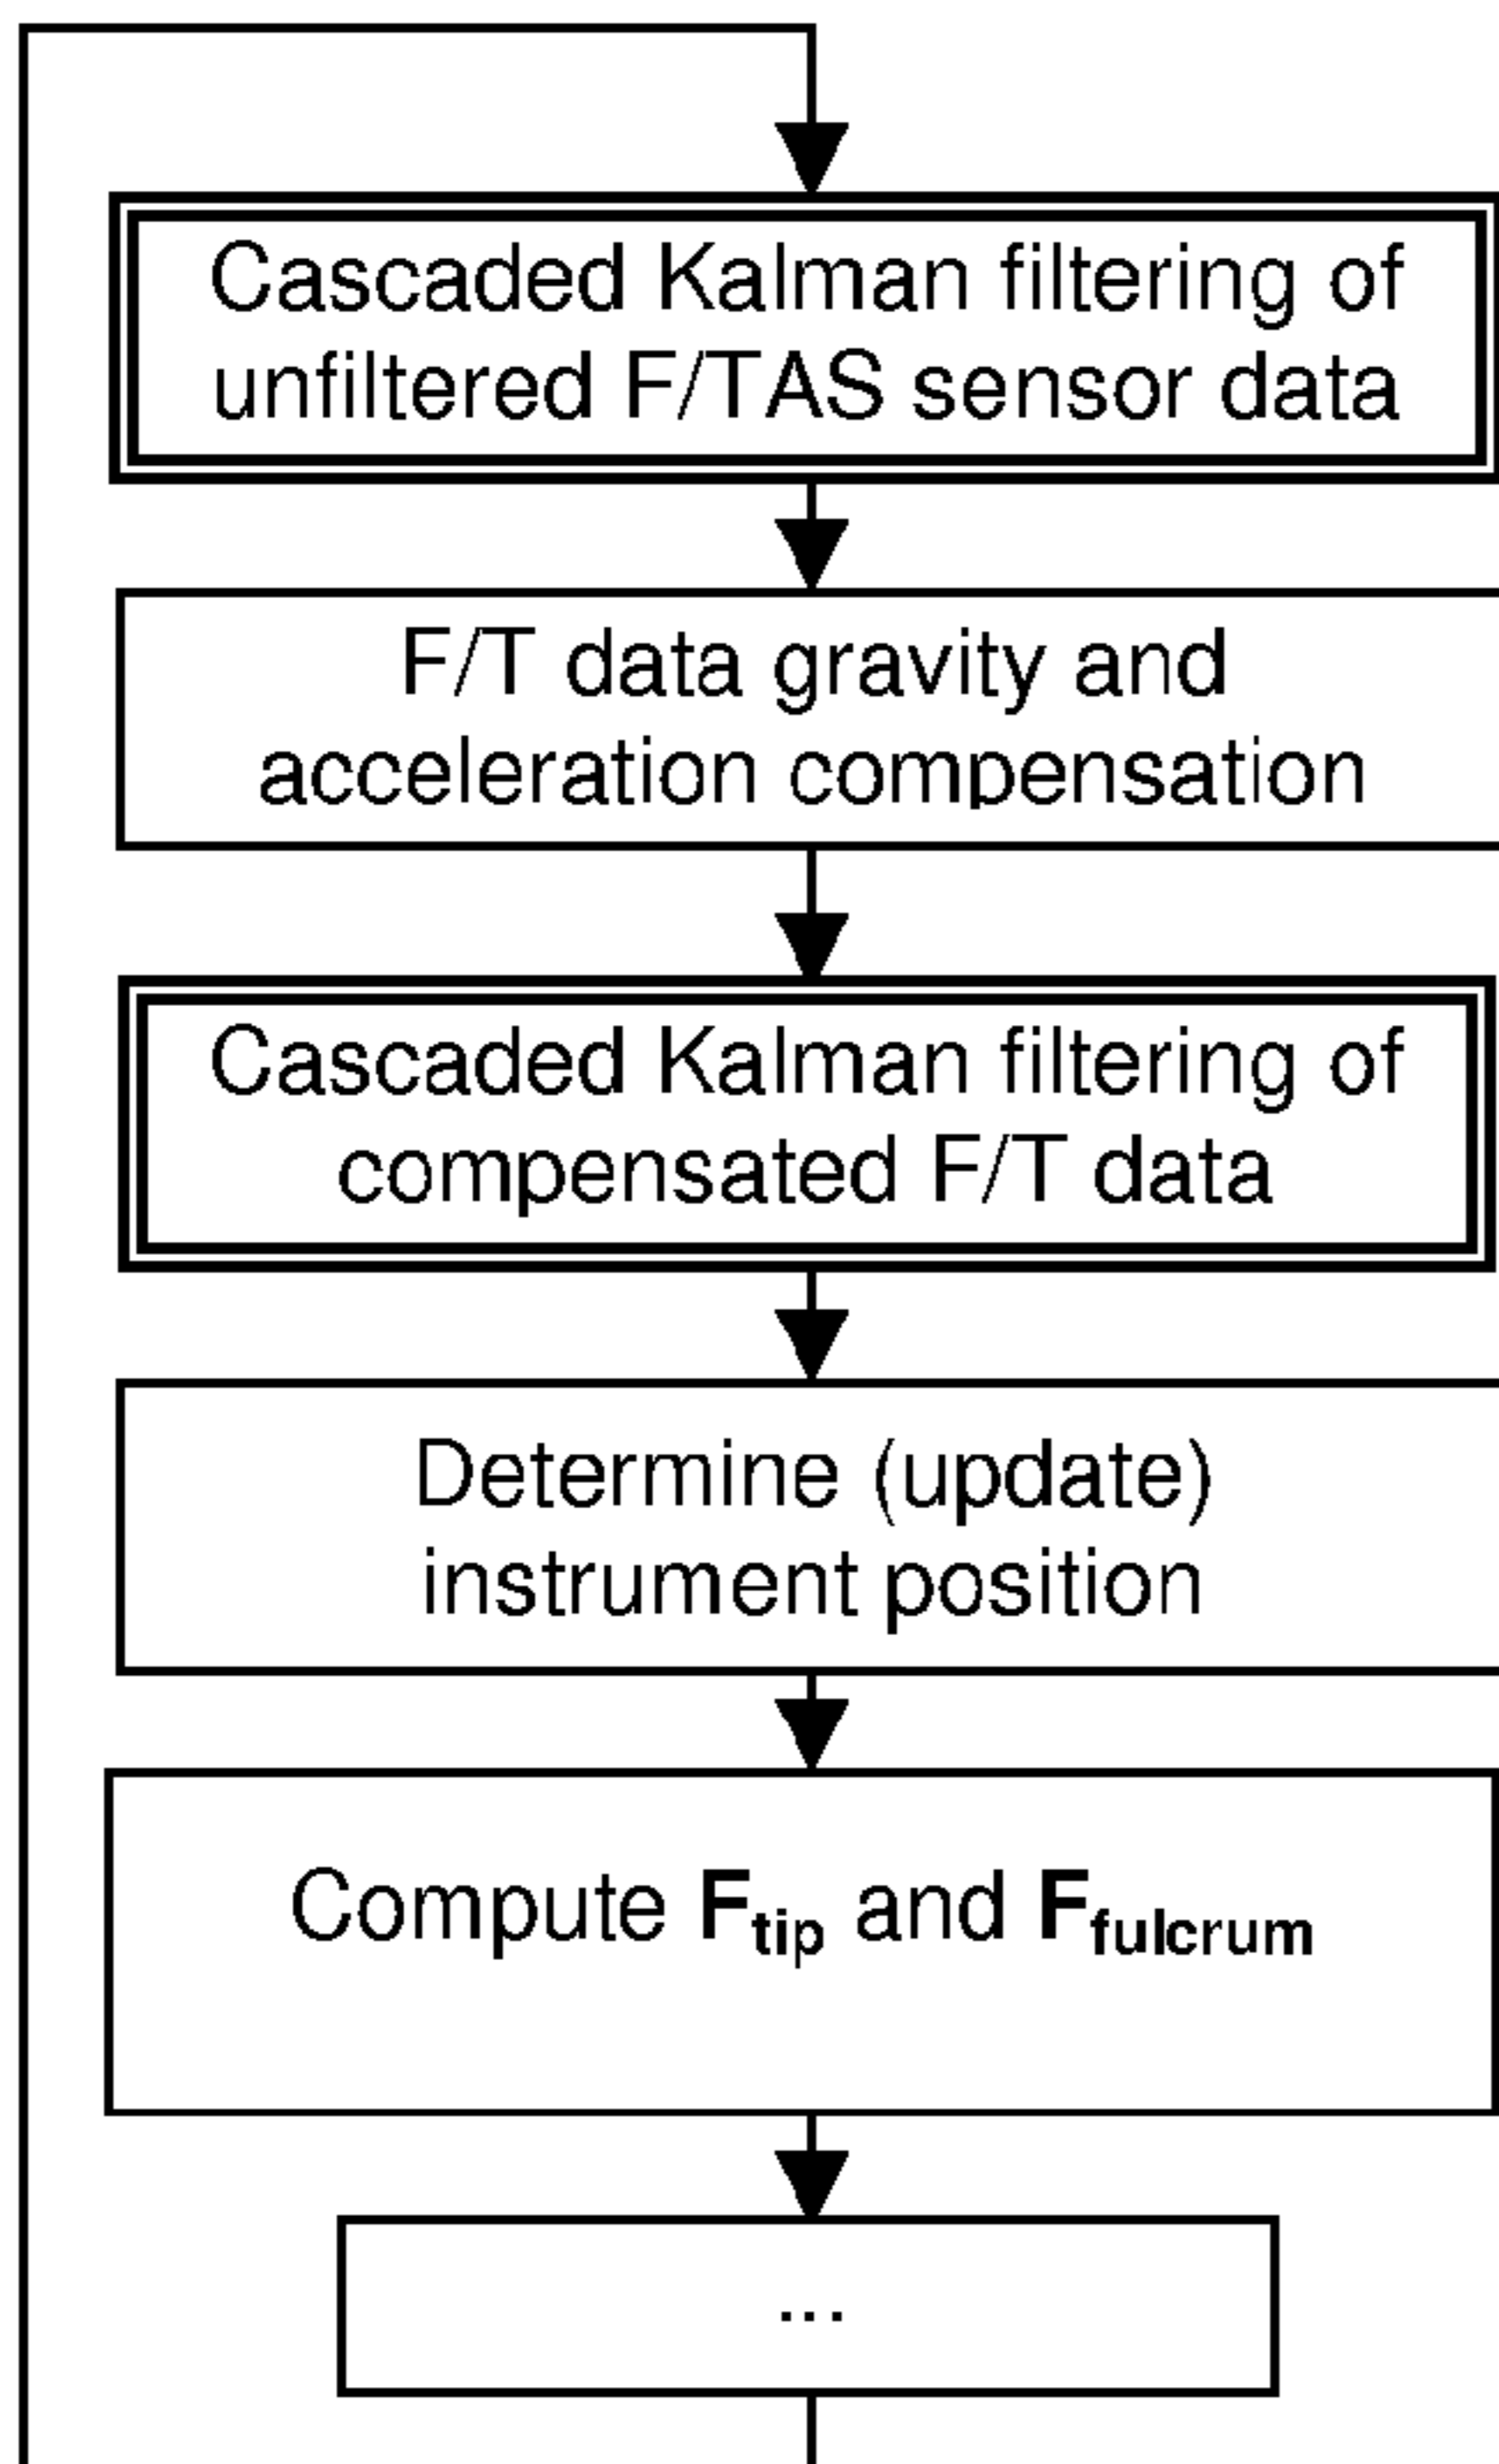 Cascaded Kalman filtering of
unfiltered F/TAS sensor data
F/T data gravity and
acceleration compensation
Cascaded Kalman filtering of
compensated F/T data
Determine (update)
instrument position
Compute Ftip and Ffulcrum
...